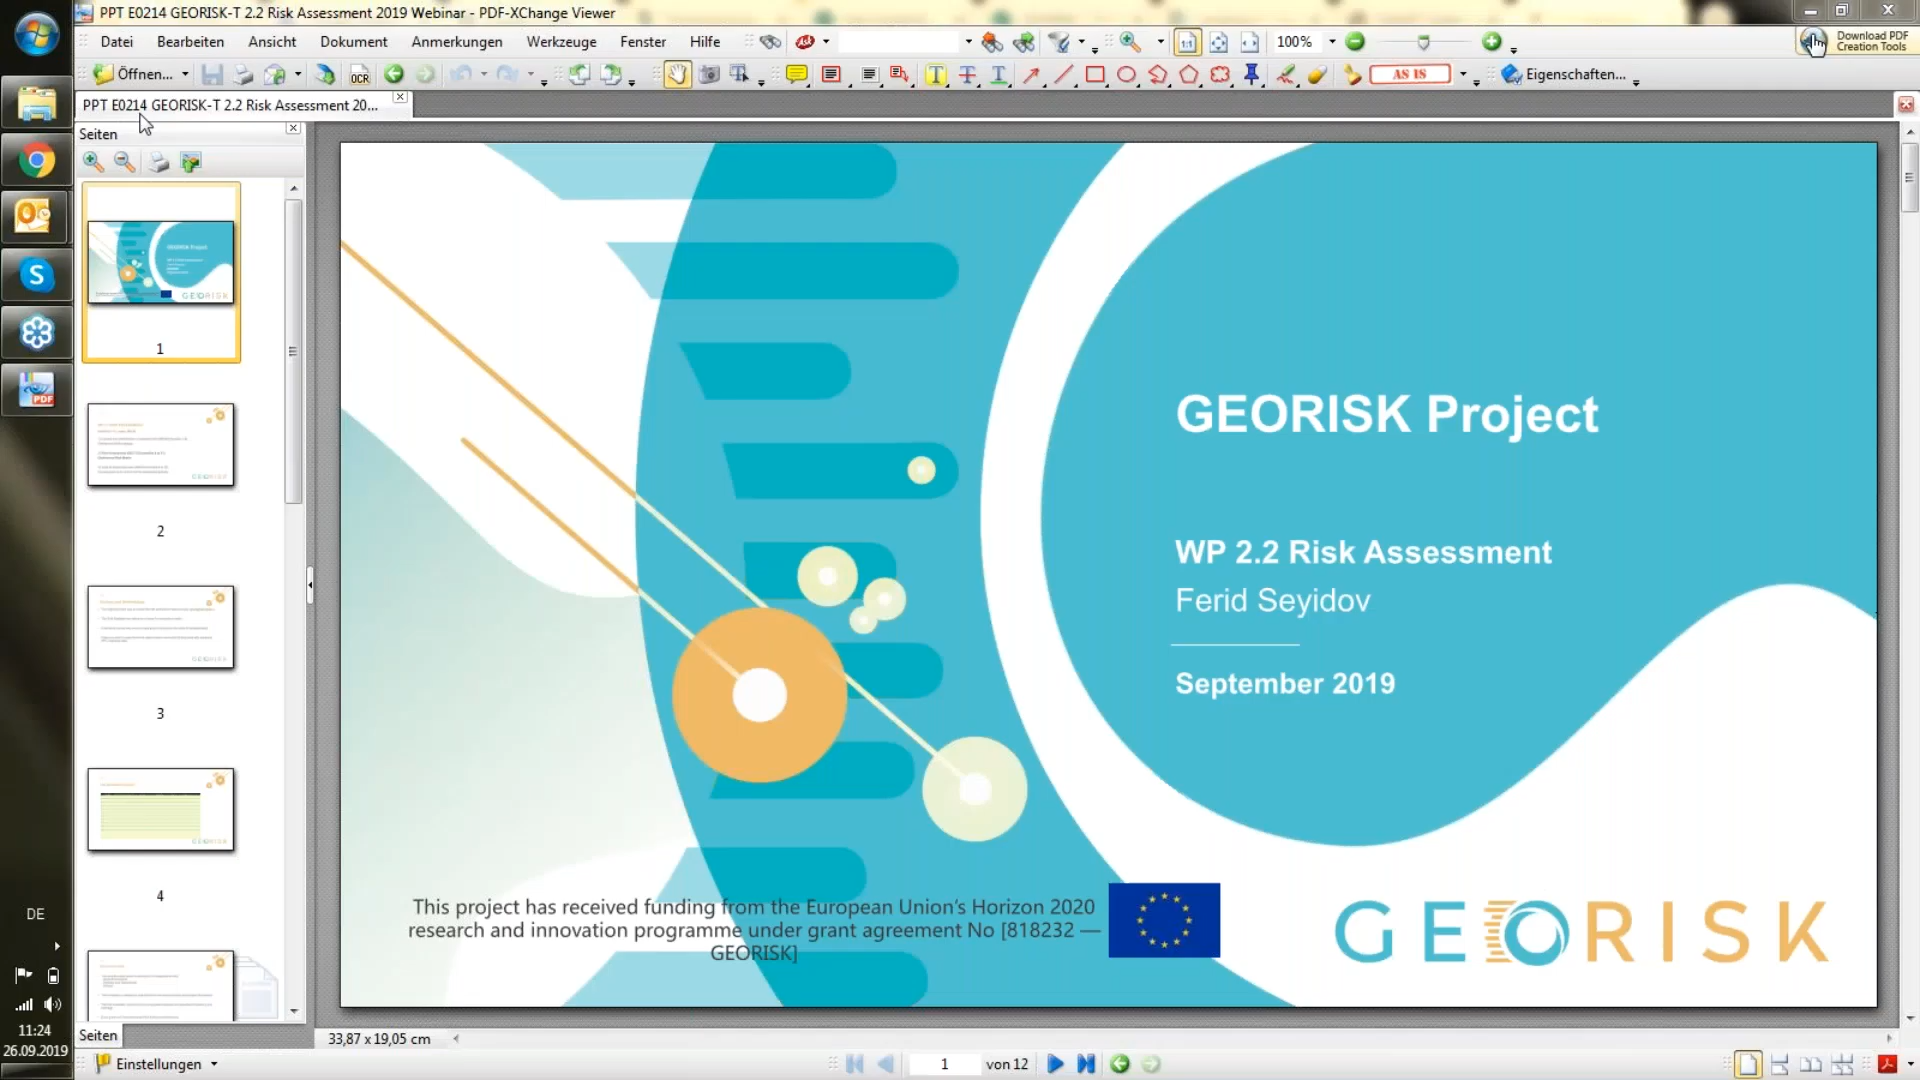 PPT E0214 GEORISK-T 2.2 Risk Assessment 2019 Webinar - PDF-XChange Viewer
Datei Bearbeiten Ansicht Dokument Anmerkungen Werkzeuge Fenster Hilfe
100%
Download PDF
Creation Tools
Öffnen...
OCR
AS IS
Eigenschaften...
PPT E0214 GEORISK-T 2.2 Risk Assessment 20...
Seiten
1
2
3
4
GEORISK Project
WP 2.2 Risk Assessment
Ferid Seyidov
September 2019
This project has received funding from the European Union's Horizon 2020
research and innovation programme under grant agreement No [818232 —
GEORISK]
GEORISK
DE
11:24
26.09.2019
Seiten
33,87 x 19,05 cm
Einstellungen
1 von 12